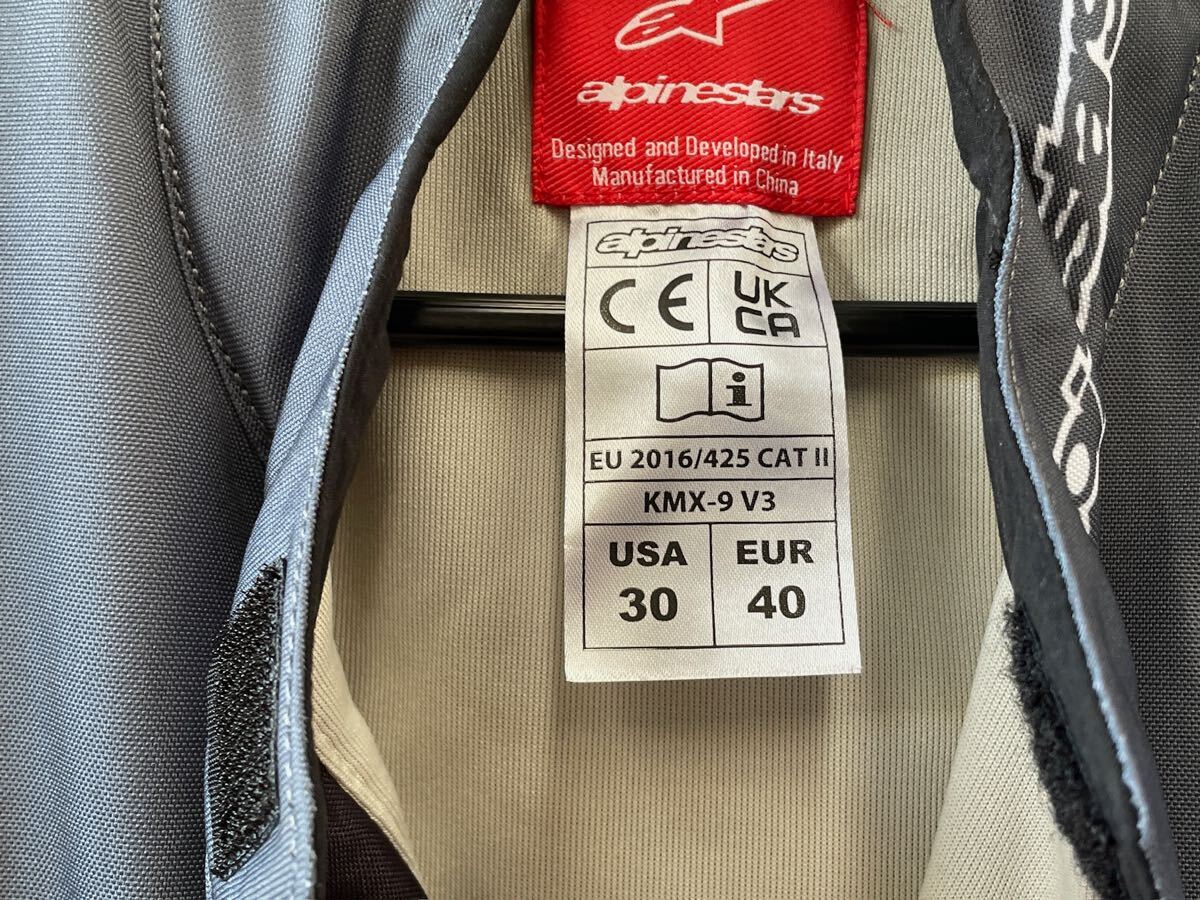 alpinestars
Designed and Developed in Italy
Manufactured in China
alpinestars
CE
UK
CA
i
EU 2016/425 CAT II
KMX-9 V3
USA EUR
30 40